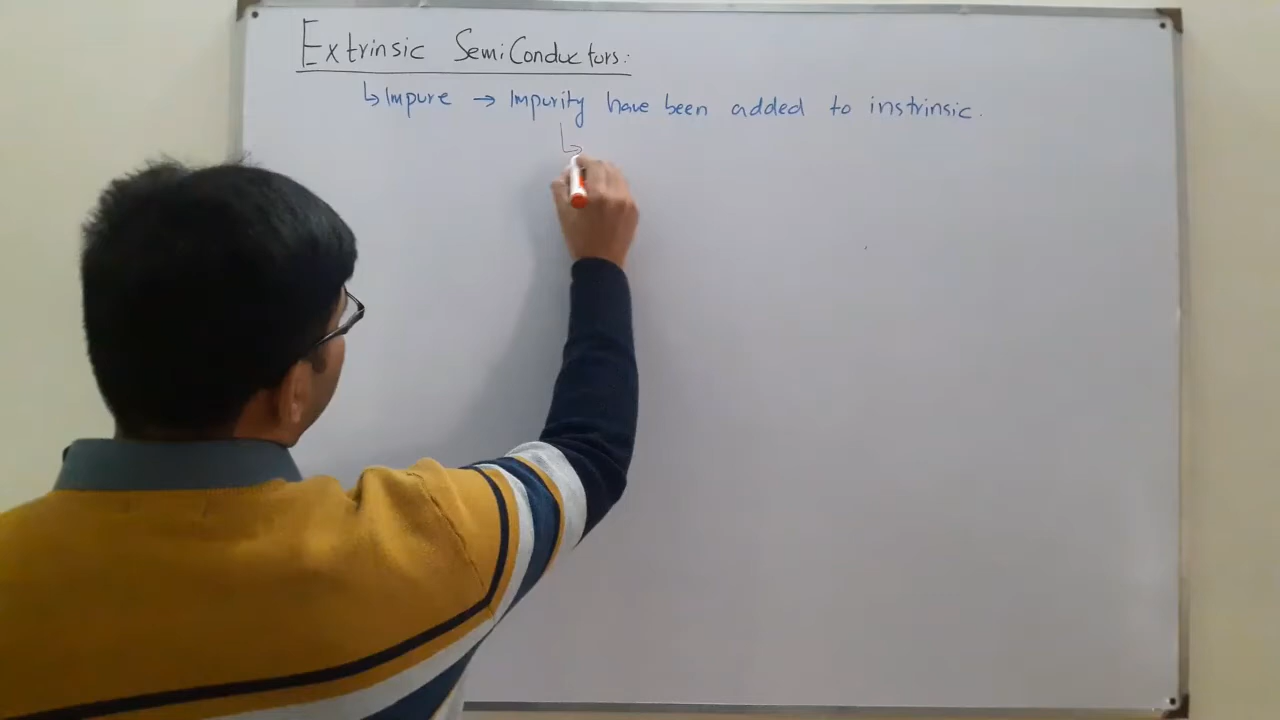 Extrinsic SemiConductors:
↳ Impure → Impurity have been added to instrinsic.
↳